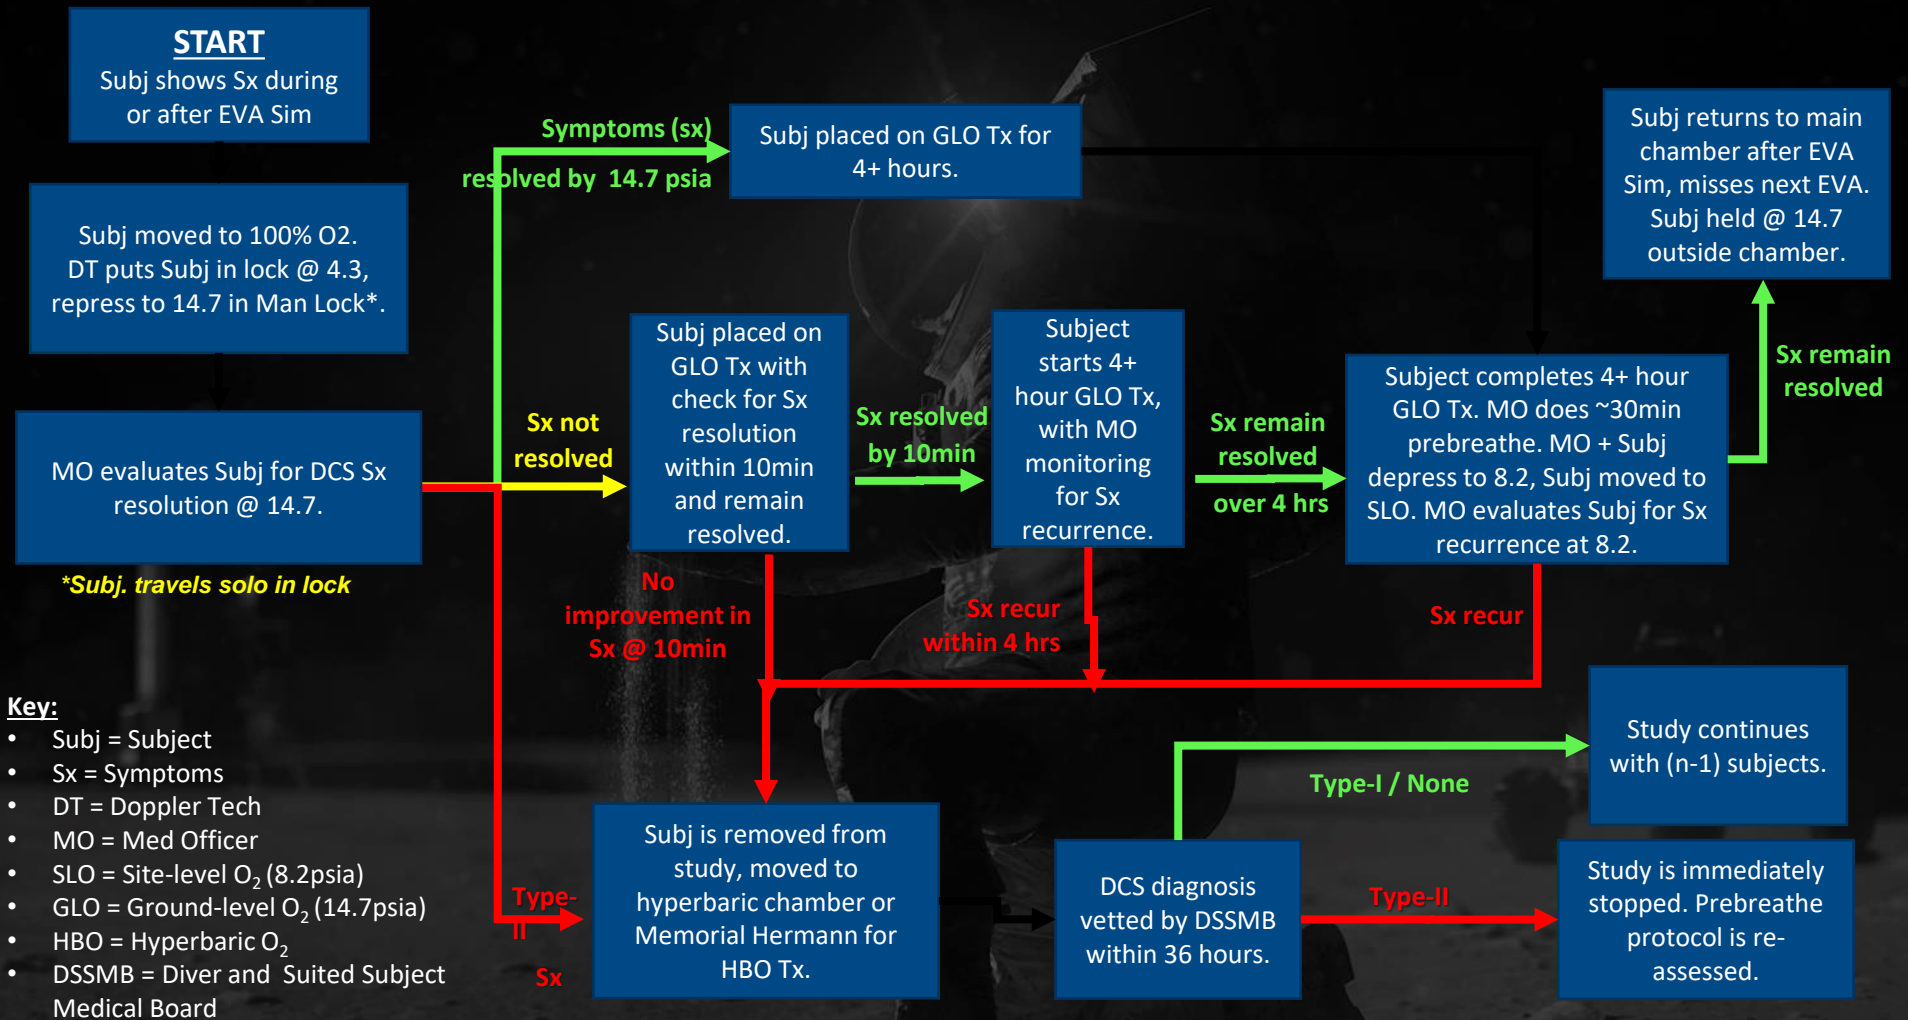 START
Subj shows Sx during
or after EVA Sim
Subj moved to 100% O2.
DT puts Subj in lock @ 4.3,
repress to 14.7 in Man Lock*.
MO evaluates Subj for DCS Sx
resolution @ 14.7.
*Subj. travels solo in lock
Symptoms (sx)
resolved by 14.7 psia
Subj placed on GLO Tx for
4+ hours.
Sx not
resolved
Subj placed on
GLO Tx with
check for Sx
resolution
within 10min
and remain
resolved.
Sx resolved
by 10min
Subject
starts 4+
hour GLO Tx,
with MO
monitoring
for Sx
recurrence.
Sx remain
resolved
over 4 hrs
Subject completes 4+ hour
GLO Tx. MO does ~30min
prebreathe. MO + Subj
depress to 8.2, Subj moved to
SLO. MO evaluates Subj for Sx
recurrence at 8.2.
Sx remain
resolved
Subj returns to main
chamber after EVA
Sim, misses next EVA.
Subj held @ 14.7
outside chamber.
No
improvement in
Sx @ 10min
Sx recur
within 4 hrs
Sx recur
Type-
II
Sx
Subj is removed from
study, moved to
hyperbaric chamber or
Memorial Hermann for
HBO Tx.
DCS diagnosis
vetted by DSSMB
within 36 hours.
Type-I / None
Study continues
with (n-1) subjects.
Type-II
Study is immediately
stopped. Prebreathe
protocol is re-
assessed.
Key:
• Subj = Subject
• Sx = Symptoms
• DT = Doppler Tech
• MO = Med Officer
• SLO = Site-level O₂ (8.2psia)
• GLO = Ground-level O₂ (14.7psia)
• HBO = Hyperbaric O₂
• DSSMB = Diver and Suited Subject
Medical Board